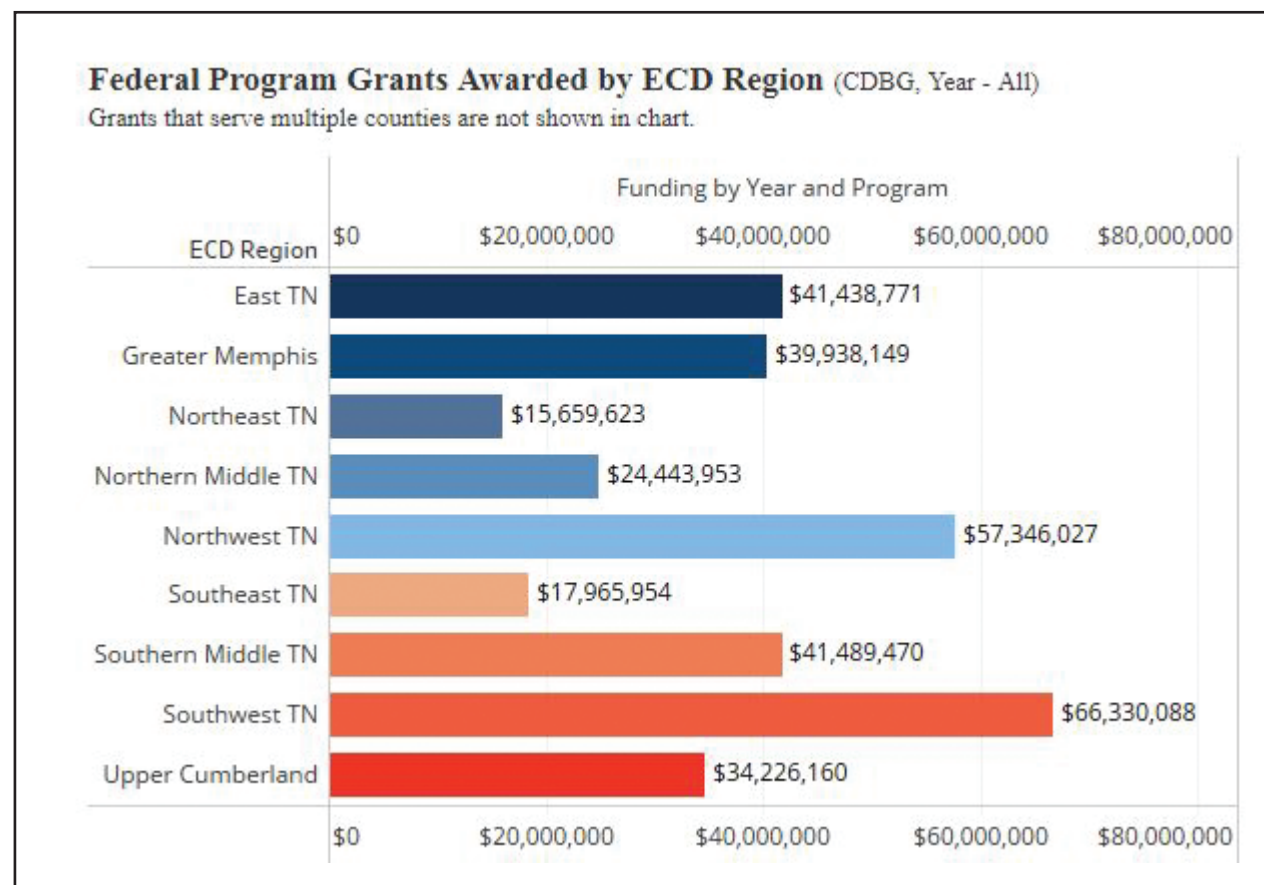 Federal Program Grants Awarded by ECD Region (CDBG, Year - All)
Grants that serve multiple counties are not shown in chart.
Funding by Year and Program
ECD Region $0 $20,000,000 $40,000,000 $60,000,000 $80,000,000
East TN $41,438,771
Greater Memphis $39,938,149
Northeast TN $15,659,623
Northern Middle TN $24,443,953
Northwest TN $57,346,027
Southeast TN $17,965,954
Southern Middle TN $41,489,470
Southwest TN $66,330,088
Upper Cumberland $34,226,160
$0 $20,000,000 $40,000,000 $60,000,000 $80,000,000